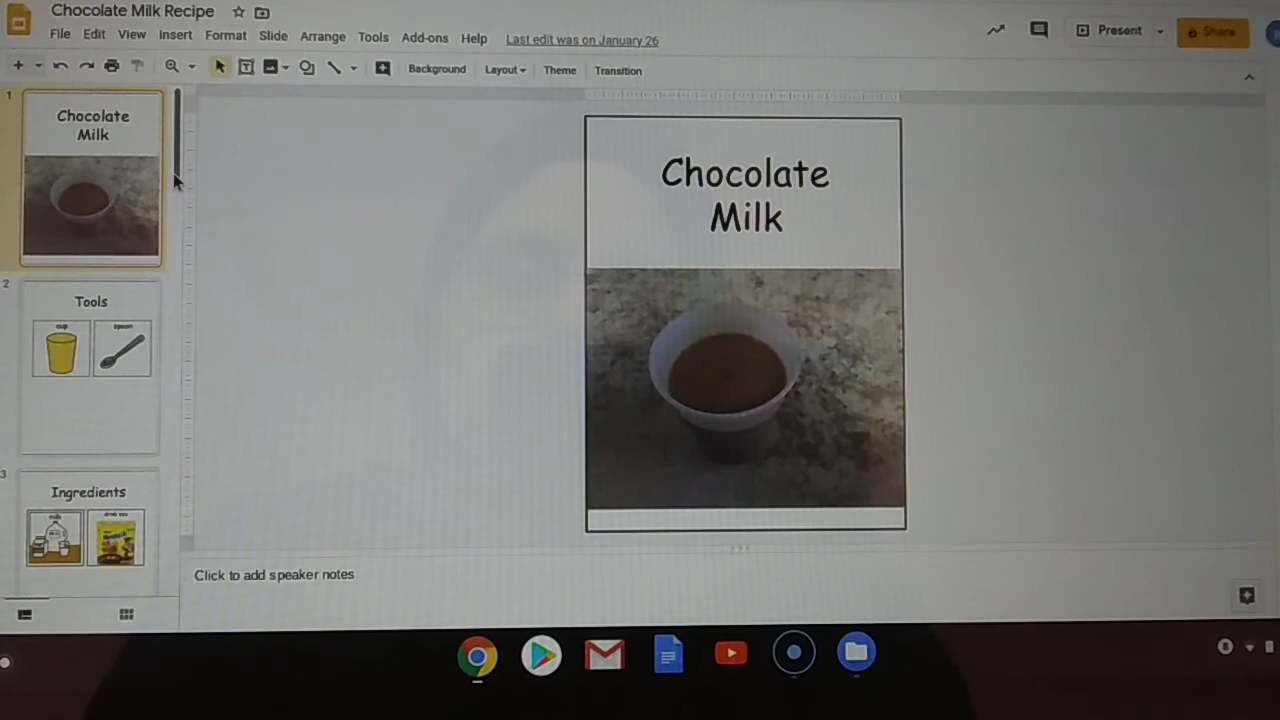 Chocolate Milk Recipe
File Edit View Insert Format Slide Arrange Tools Add-ons Help Last edit was on January 26
Present
Share
Background Layout Theme Transition
1
Chocolate
Milk
2
Tools
cup spoon
3
Ingredients
milk
Chocolate
Milk
Click to add speaker notes